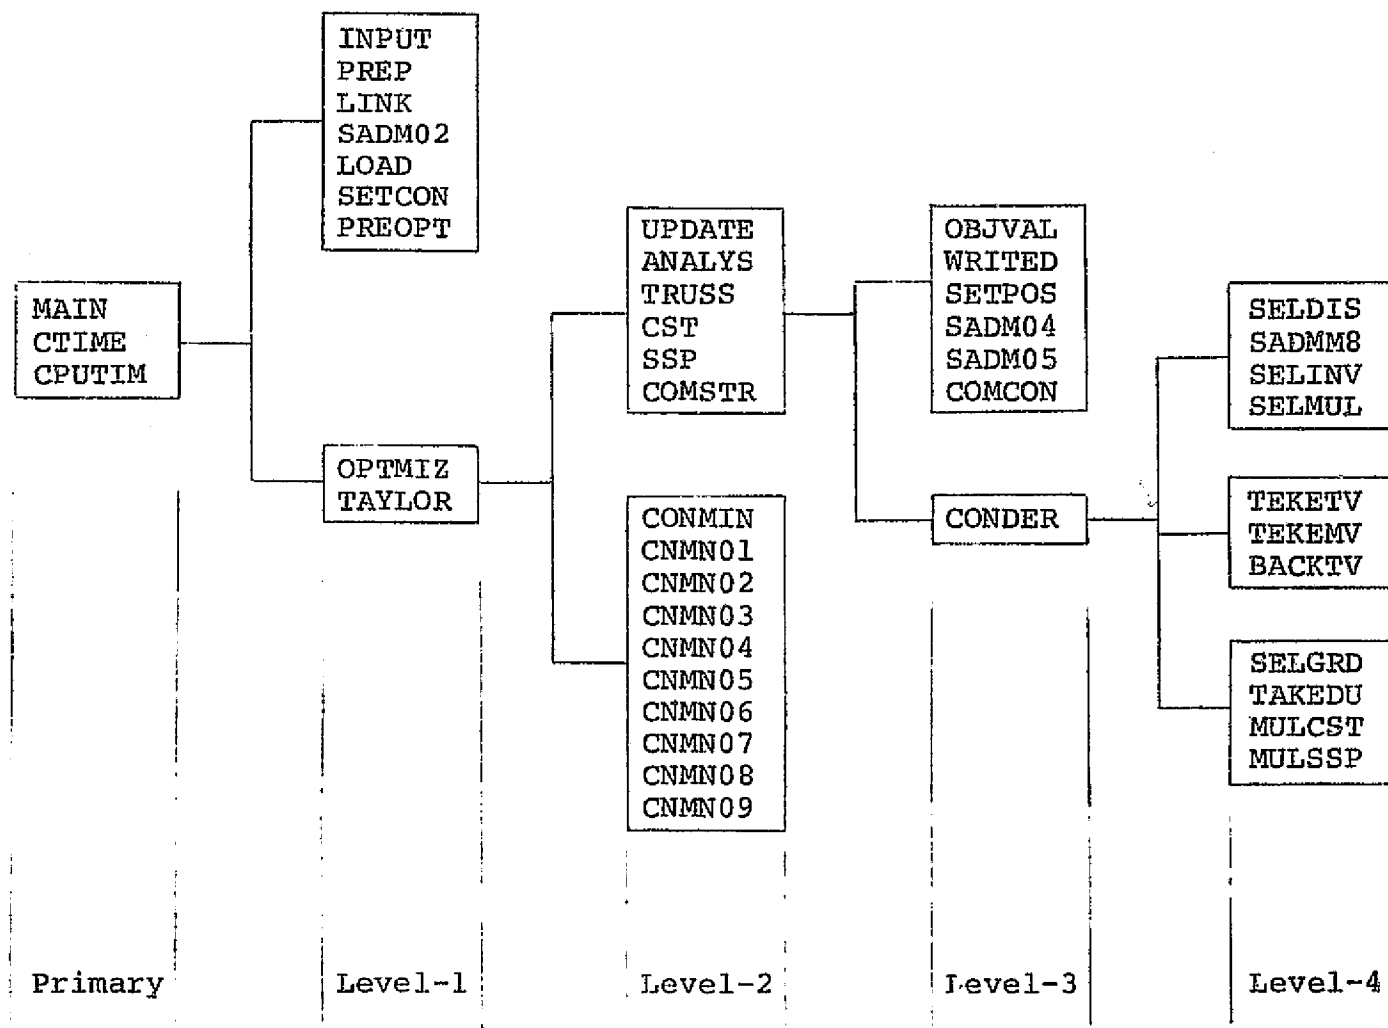 INPUT
PREP
LINK
SADM02
LOAD
SETCON
PREOPT
MAIN
CTIME
CPUTIM
OPTMIZ
TAYLOR
UPDATE
ANALYS
TRUSS
CST
SSP
COMSTR
CONMIN
CNMN01
CNMN02
CNMN03
CNMN04
CNMN05
CNMN06
CNMN07
CNMN08
CNMN09
OBJVAL
WRITED
SETPOS
SADM04
SADM05
COMCON
CONDER
SELDIS
SADMM8
SELINV
SELMUL
TEKETV
TEKEMV
BACKTV
SELGRD
TAKEDU
MULCST
MULSSP
Primary Level-1 Level-2 Level-3 Level-4